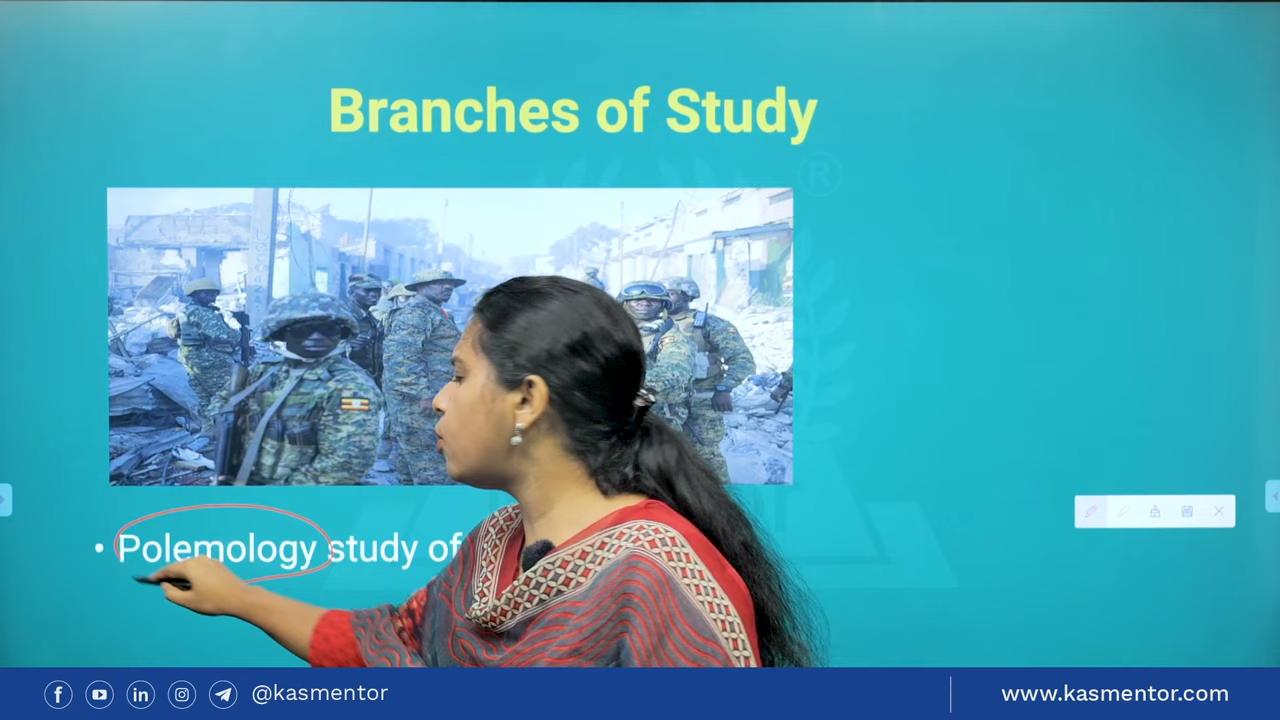 Branches of Study
®
• Polemology study of
@kasmentor
www.kasmentor.com